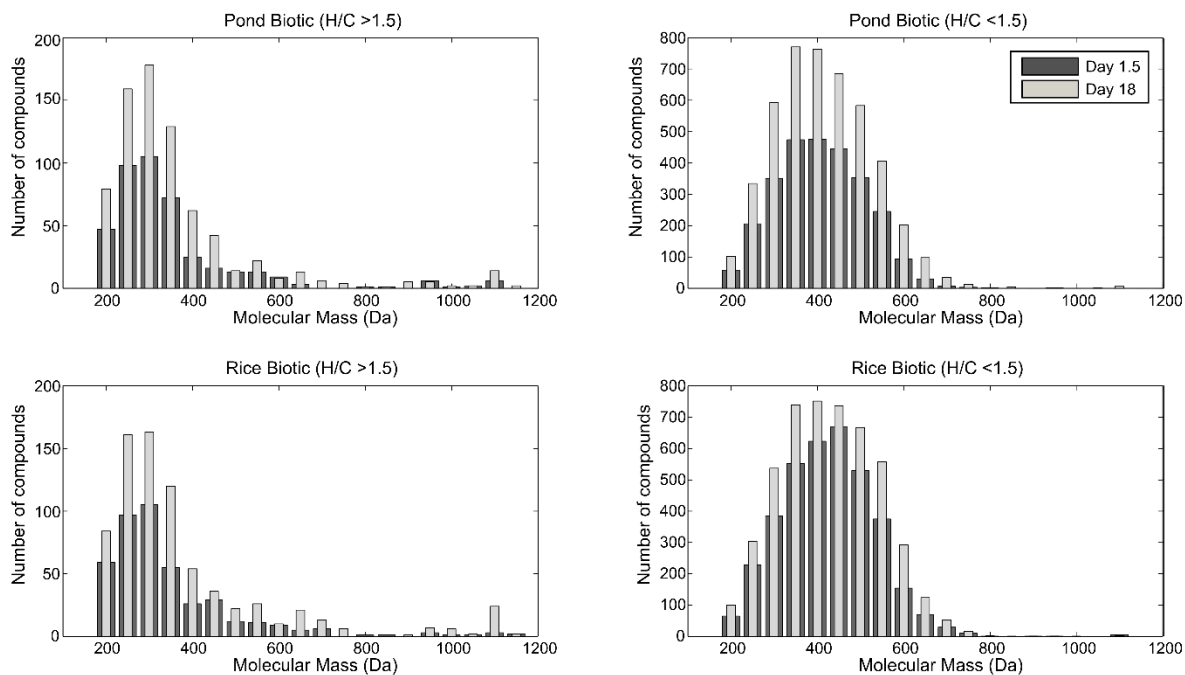 Pond Biotic (H/C >1.5)
200
150
100
50
0
Number of compounds
200 400 600 800 1000 1200
Molecular Mass (Da)
Pond Biotic (H/C <1.5)
800
700
600
500
400
300
200
100
0
Number of compounds
Day 1.5
Day 18
200 400 600 800 1000 1200
Molecular Mass (Da)
Rice Biotic (H/C >1.5)
200
150
100
50
0
Number of compounds
200 400 600 800 1000 1200
Molecular Mass (Da)
Rice Biotic (H/C <1.5)
800
700
600
500
400
300
200
100
0
Number of compounds
200 400 600 800 1000 1200
Molecular Mass (Da)